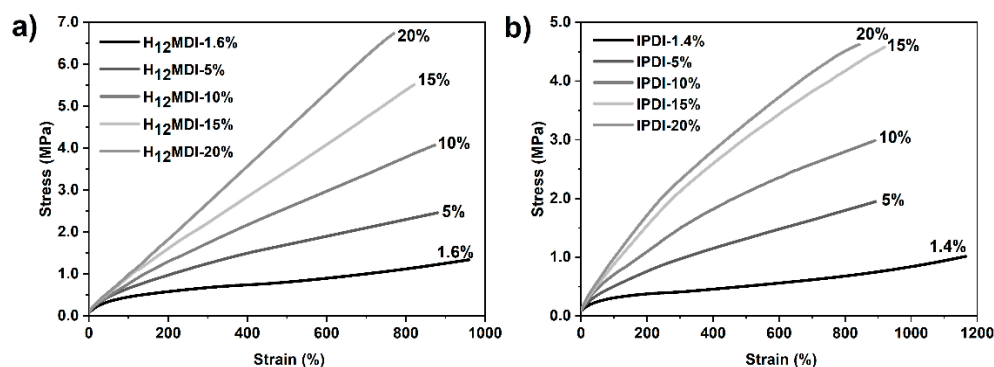 a)
7.0
6.0
5.0
4.0
3.0
2.0
1.0
0.0
Stress (MPa)
H12MDI-1.6%
H12MDI-5%
H12MDI-10%
H12MDI-15%
H12MDI-20%
20%
15%
10%
5%
1.6%
0
200
400
600
800
1000
Strain (%)
b)
5.0
4.0
3.0
2.0
1.0
0.0
Stress (MPa)
IPDI-1.4%
IPDI-5%
IPDI-10%
IPDI-15%
IPDI-20%
20%
15%
10%
5%
1.4%
0
200
400
600
800
1000
1200
Strain (%)